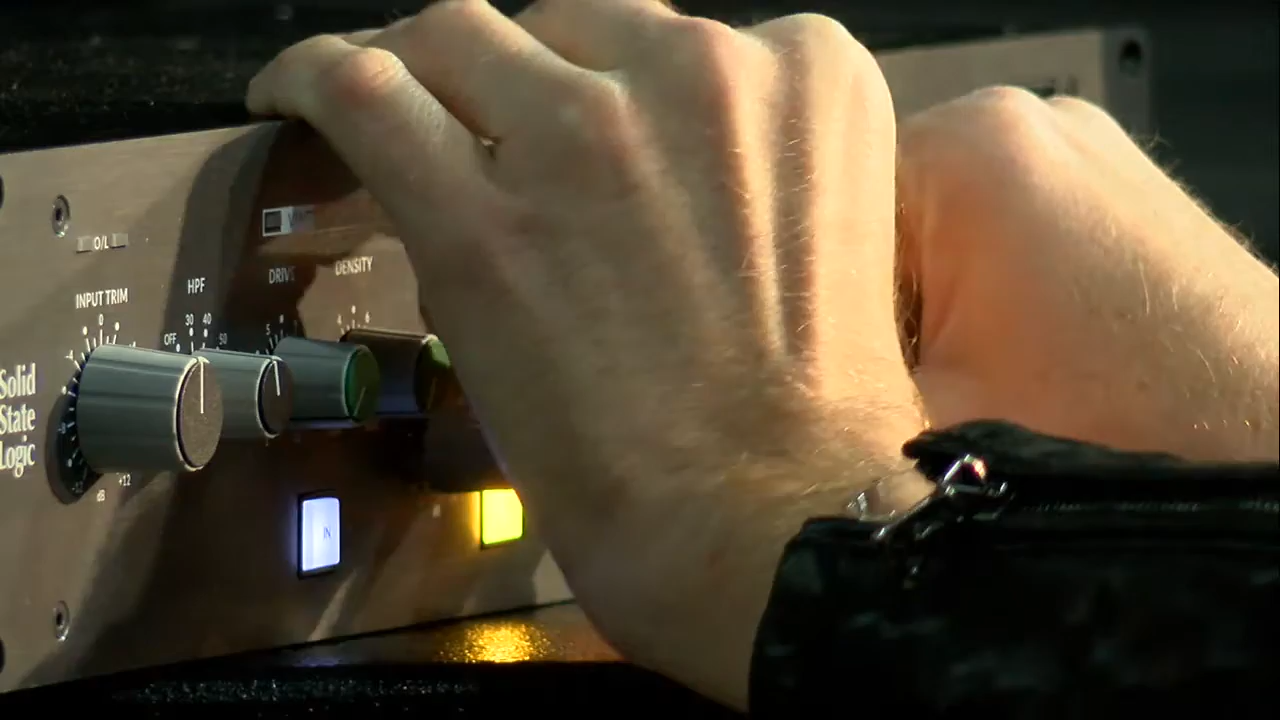 O/L
INPUT TRIM
0
+12
dB
HPF
OFF
30
40
50
DRIVE
5
DENSITY
4
6
Solid
State
Logic
IN